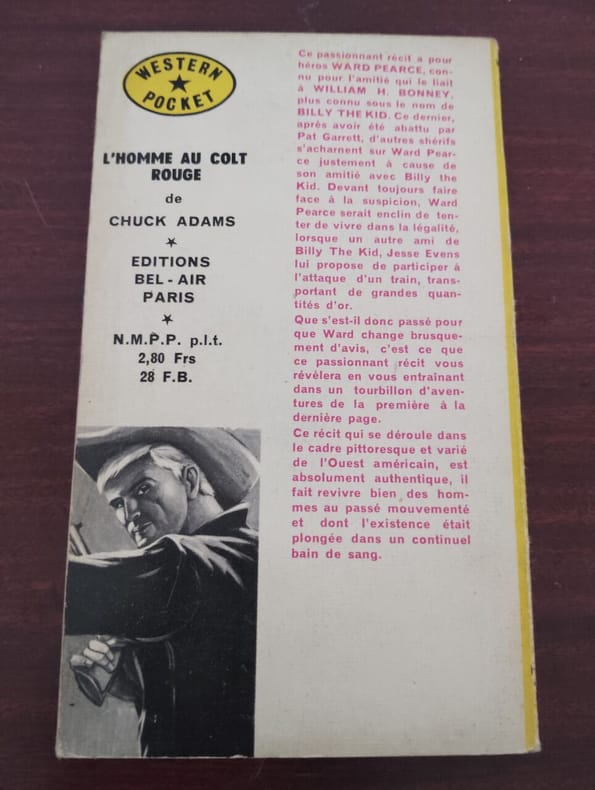 WESTERN
POCKET
L'HOMME AU COLT
ROUGE
de
CHUCK ADAMS
EDITIONS
BEL-AIR
PARIS
N.M.P.P. p.l.t.
2,80 Frs
28 F.B.
Ce passionnant récit a pour
héros WARD PEARCE, con-
nu pour l'amitié qui le liait
à WILLIAM H. BONNEY,
plus connu sous le nom de
BILLY THE KID. Ce dernier,
après avoir été abattu par
Pat Garrett, d'autres shérifs
s'acharnent sur Ward Pear-
ce justement à cause de
son amitié avec Billy the
Kid. Devant toujours faire
face à la suspicion, Ward
Pearce serait enclin de ten-
ter de vivre dans la légalité,
lorsque un autre ami de
Billy The Kid, Jesse Evens
lui propose de participer à
l'attaque d'un train, trans-
portant de grandes quan-
tités d'or.
Que s'est-il donc passé pour
que Ward change brusque-
ment d'avis, c'est ce que
ce passionnant récit vous
révèlera en vous entraînant
dans un tourbillon d'aven-
tures de la première à la
dernière page.
Ce récit qui se déroule dans
le cadre pittoresque et varié
de l'Ouest américain, est
absolument authentique, il
fait revivre bien des hom-
mes au passé mouvementé
et dont l'existence était
plongée dans un continuel
bain de sang.